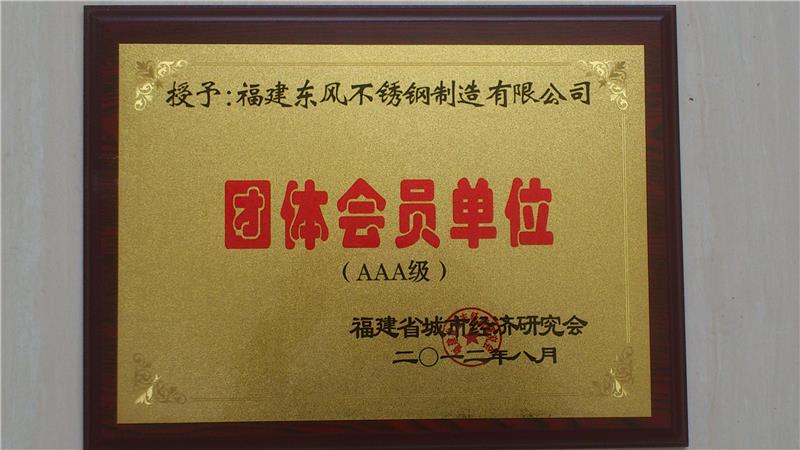 授予:福建东风不锈钢制造有限公司
团体会员单位
（AAA级）
福建省城市经济研究会
二〇一二年八月